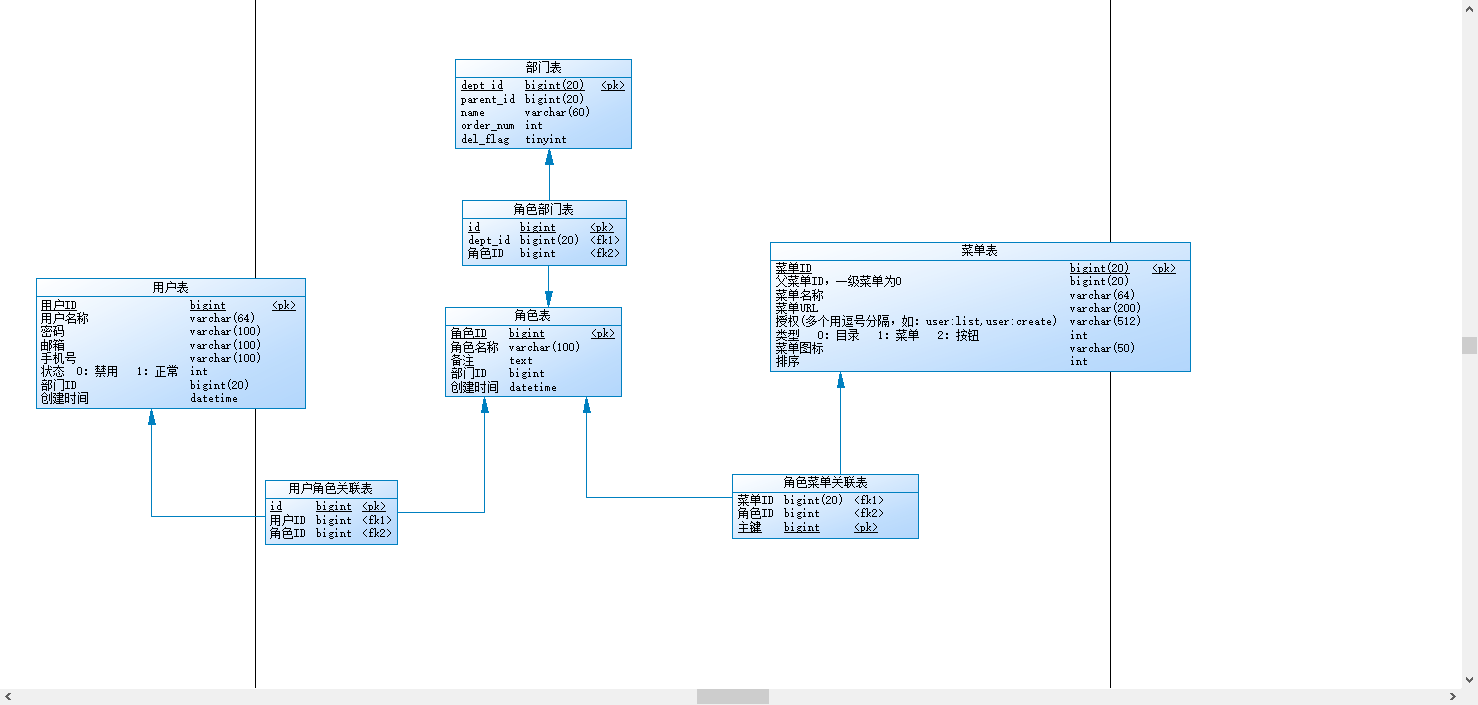 部门表
dept_id bigint(20) <pk>
parent_id bigint(20)
name varchar(60)
order_num int
del_flag tinyint
角色部门表
id bigint <pk>
dept_id bigint(20) <fk1>
角色ID bigint <fk2>
菜单表
菜单ID bigint(20) <pk>
父菜单ID，一级菜单为0 bigint(20)
菜单名称 varchar(64)
菜单URL varchar(200)
授权(多个用逗号分隔，如：user:list,user:create) varchar(512)
类型 0：目录 1：菜单 2：按钮 int
菜单图标 varchar(50)
排序 int
用户表
用户ID bigint <pk>
用户名称 varchar(64)
密码 varchar(100)
邮箱 varchar(100)
手机号 varchar(100)
状态 0：禁用 1：正常 int
部门ID bigint(20)
创建时间 datetime
角色表
角色ID bigint <pk>
角色名称 varchar(100)
备注 text
部门ID bigint
创建时间 datetime
用户角色关联表
id bigint <pk>
用户ID bigint <fk1>
角色ID bigint <fk2>
角色菜单关联表
菜单ID bigint(20) <fk1>
角色ID bigint <fk2>
主键 bigint <pk>